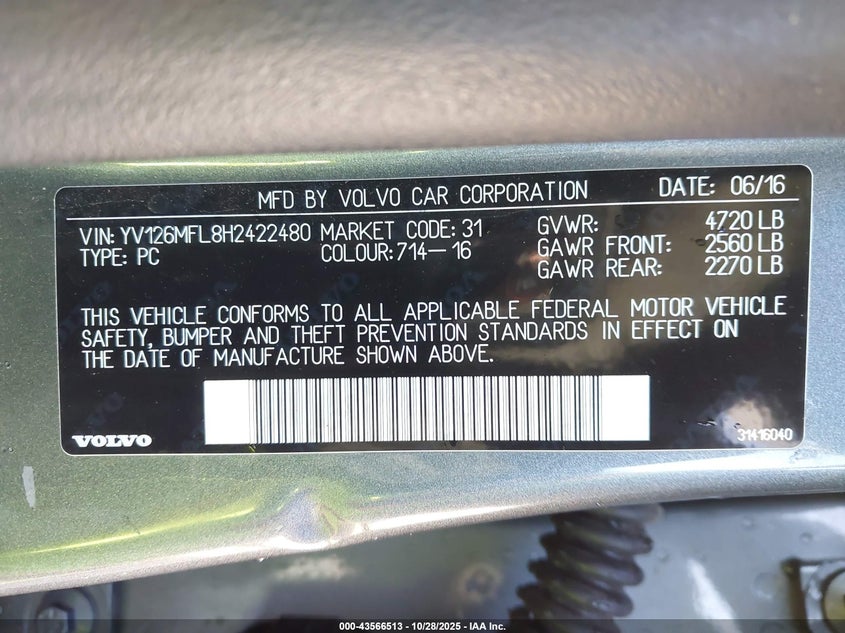 MFD BY VOLVO CAR CORPORATION DATE: 06/16
VIN: YV126MFL8H2422480 MARKET CODE: 31 GVWR: 4720 LB
TYPE: PC COLOUR: 714-16 GAWR FRONT: 2560 LB
GAWR REAR: 2270 LB
THIS VEHICLE CONFORMS TO ALL APPLICABLE FEDERAL MOTOR VEHICLE
SAFETY, BUMPER AND THEFT PREVENTION STANDARDS IN EFFECT ON
THE DATE OF MANUFACTURE SHOWN ABOVE.
VOLVO 31416040
000-43566513 - 10/28/2025 - IAA Inc.